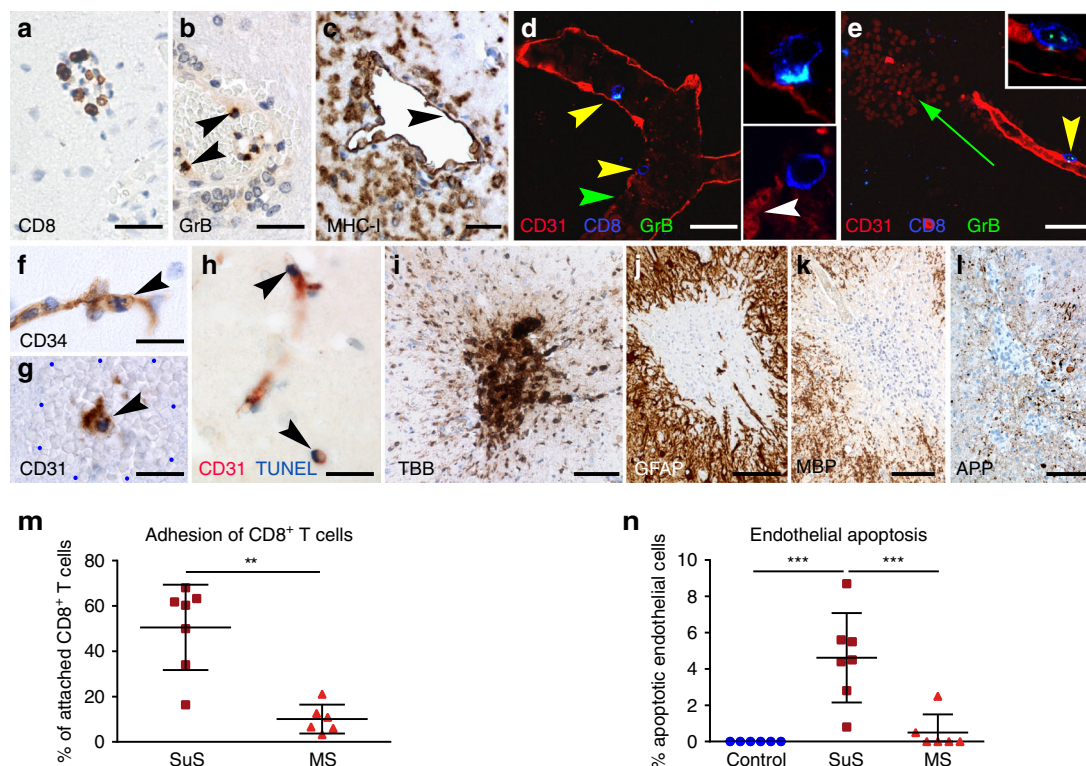 a
CD8
b
GrB
c
MHC-I
d
CD31 CD8 GrB
e
CD31 CD8 GrB
f
CD34
g
CD31
h
CD31 TUNEL
i
TBB
j
GFAP
k
MBP
l
APP
m
Adhesion of CD8+ T cells
**
% of attached CD8+ T cells
80
60
40
20
0
SuS MS
n
Endothelial apoptosis
*** ***
% apoptotic endothelial cells
10
8
6
4
2
0
Control SuS MS